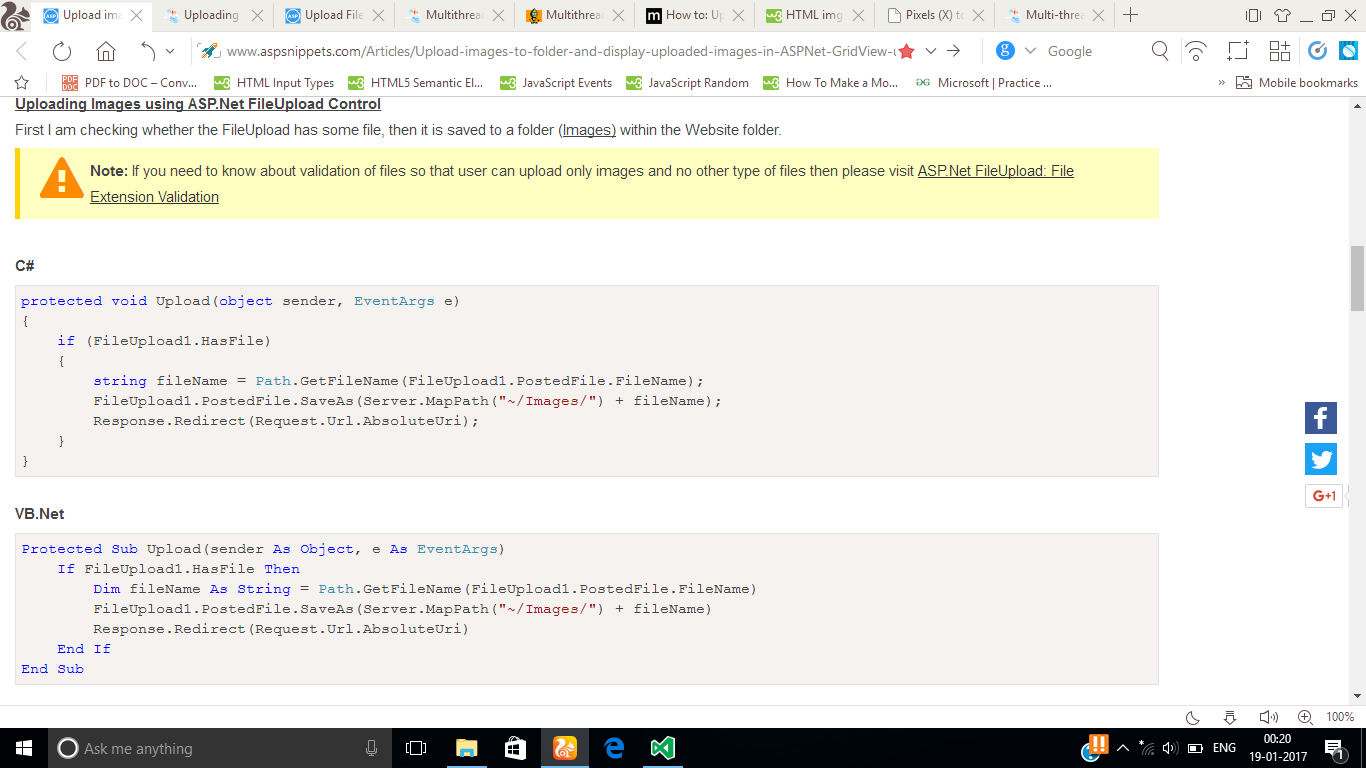 Upload ima
Uploading
Upload File
Multithrea
Multithrea
m How to: Up
HTML img
Pixels (X) to
Multi-threa
www.aspsnippets.com/Articles/Upload-images-to-folder-and-display-uploaded-images-in-ASPNet-GridView-u
g Google
PDF to DOC – Conv...
w3 HTML Input Types
w3 HTML5 Semantic El...
w3 JavaScript Events
w3 JavaScript Random
w3 How To Make a Mo...
Microsoft | Practice ...
» Mobile bookmarks
Uploading Images using ASP.Net FileUpload Control
First I am checking whether the FileUpload has some file, then it is saved to a folder (Images) within the Website folder.
Note: If you need to know about validation of files so that user can upload only images and no other type of files then please visit ASP.Net FileUpload: File
Extension Validation
C#
protected void Upload(object sender, EventArgs e)
{
    if (FileUpload1.HasFile)
    {
        string fileName = Path.GetFileName(FileUpload1.PostedFile.FileName);
        FileUpload1.PostedFile.SaveAs(Server.MapPath("~/Images/") + fileName);
        Response.Redirect(Request.Url.AbsoluteUri);
    }
}
f
G+1
VB.Net
Protected Sub Upload(sender As Object, e As EventArgs)
    If FileUpload1.HasFile Then
        Dim fileName As String = Path.GetFileName(FileUpload1.PostedFile.FileName)
        FileUpload1.PostedFile.SaveAs(Server.MapPath("~/Images/") + fileName)
        Response.Redirect(Request.Url.AbsoluteUri)
    End If
End Sub
100%
Ask me anything
ENG
00:20
19-01-2017
1